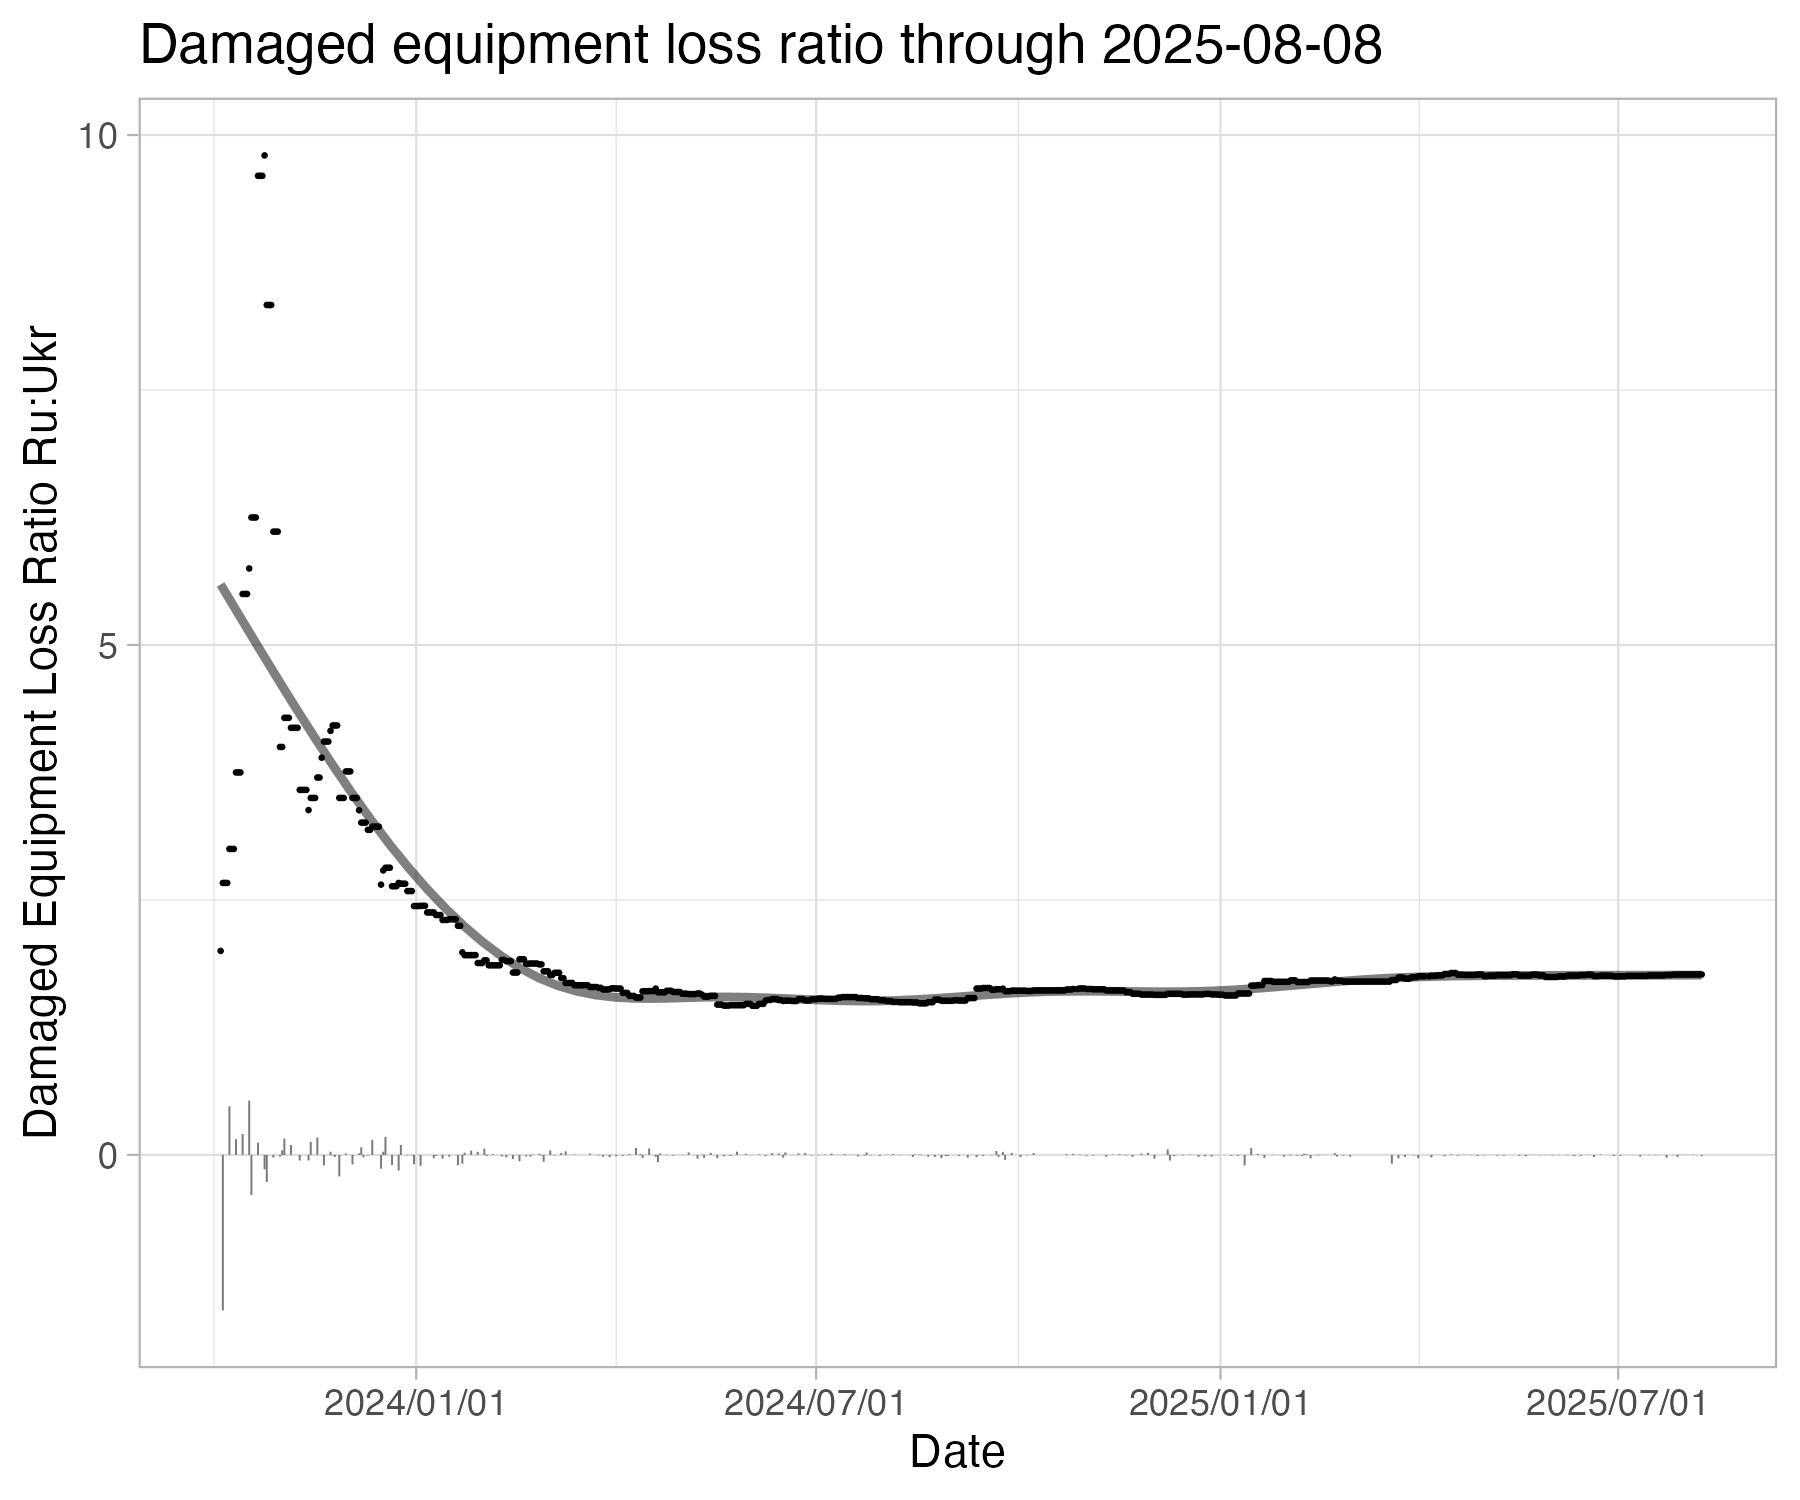 Damaged equipment loss ratio through 2025-08-08
Damaged Equipment Loss Ratio Ru:Ukr
10
5
0
2024/01/01
2024/07/01
2025/01/01
2025/07/01
Date